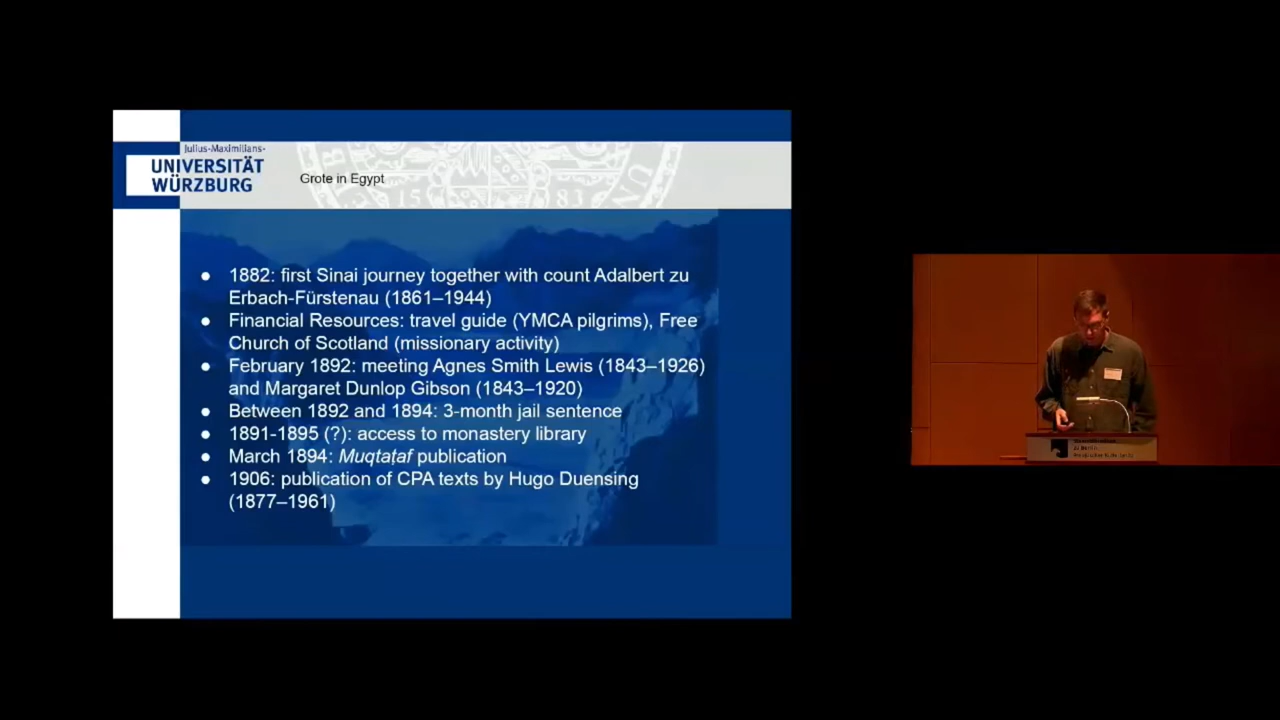 Julius-Maximilians-
UNIVERSITÄT
WÜRZBURG
Grote in Egypt
● 1882: first Sinai journey together with count Adalbert zu
Erbach-Fürstenau (1861–1944)
● Financial Resources: travel guide (YMCA pilgrims), Free
Church of Scotland (missionary activity)
● February 1892: meeting Agnes Smith Lewis (1843–1926)
and Margaret Dunlop Gibson (1843–1920)
● Between 1892 and 1894: 3-month jail sentence
● 1891-1895 (?): access to monastery library
● March 1894: Muqtataf publication
● 1906: publication of CPA texts by Hugo Duensing
(1877–1961)
zu Berlin